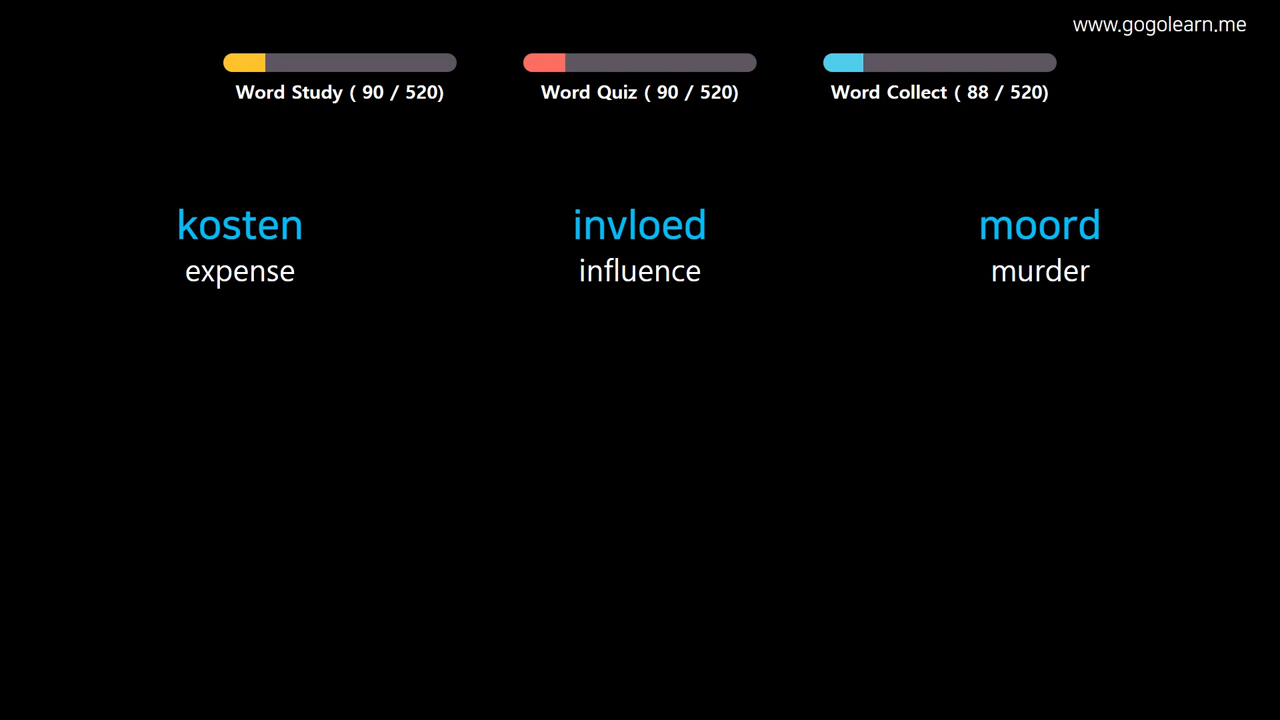 www.gogolearn.me
Word Study ( 90 / 520)
Word Quiz ( 90 / 520)
Word Collect ( 88 / 520)
kosten
expense
invloed
influence
moord
murder